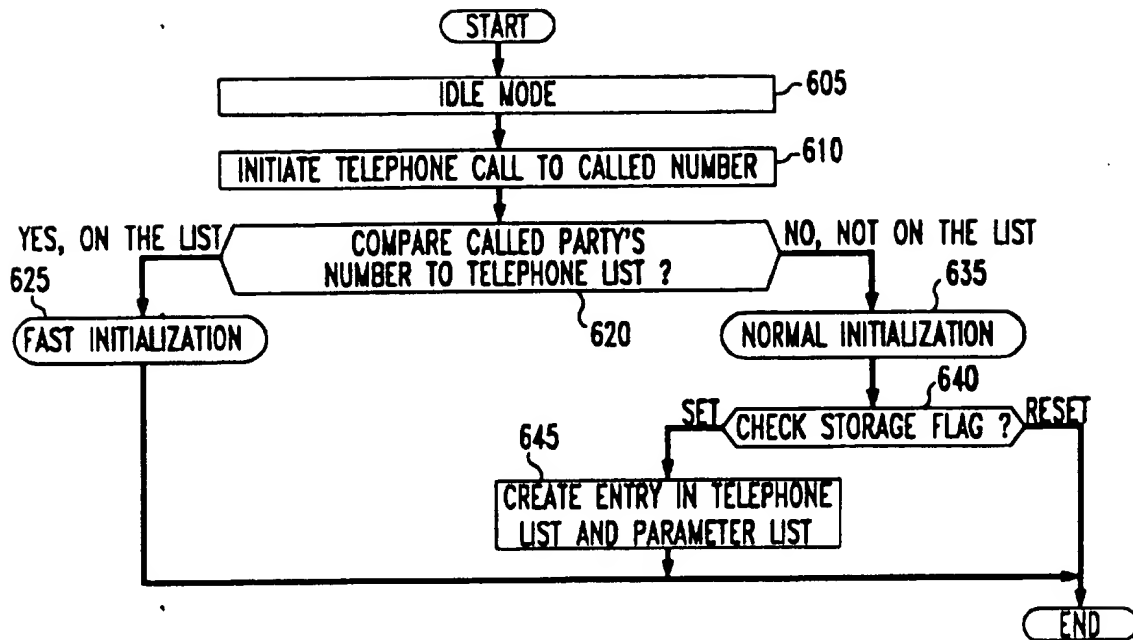 START
IDLE MODE
605
INITIATE TELEPHONE CALL TO CALLED NUMBER
610
YES, ON THE LIST
COMPARE CALLED PARTY'S
NUMBER TO TELEPHONE LIST ?
NO, NOT ON THE LIST
625
620
635
FAST INITIALIZATION
NORMAL INITIALIZATION
640
SET
CHECK STORAGE FLAG ?
RESET
645
CREATE ENTRY IN TELEPHONE
LIST AND PARAMETER LIST
END